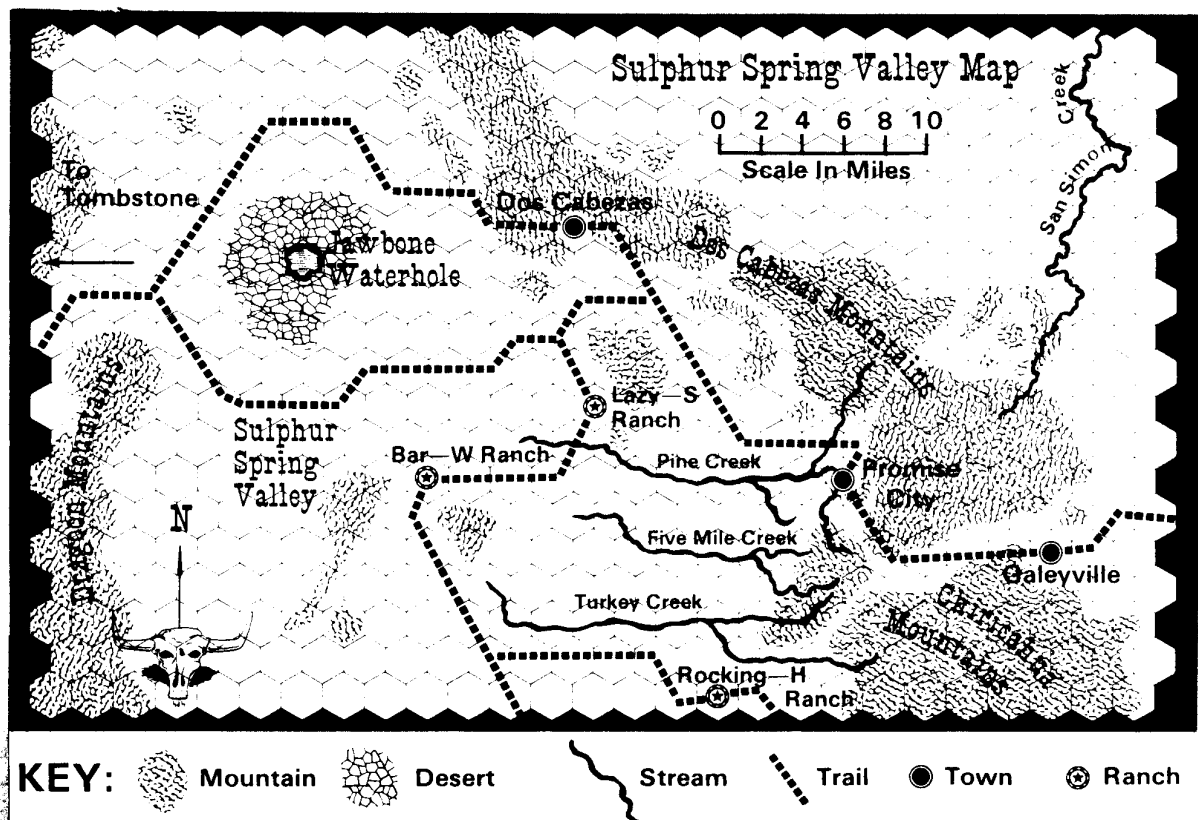 Sulphur Spring Valley Map
0 2 4 6 8 10
Scale In Miles
Creek
San Simon
To
Tombstone
Dos Cabezas
Jawbone
Waterhole
Dos Cabezas Mountains
Lazy—S
Ranch
Sulphur
Spring
Valley
Bar—W Ranch
Pine Creek
Promise
City
Dragoon Mountains
N
Five Mile Creek
Galeyville
Turkey Creek
Chiricahua
Mountains
Rocking—H
Ranch
KEY:
Mountain
Desert
Stream
Trail
Town
Ranch